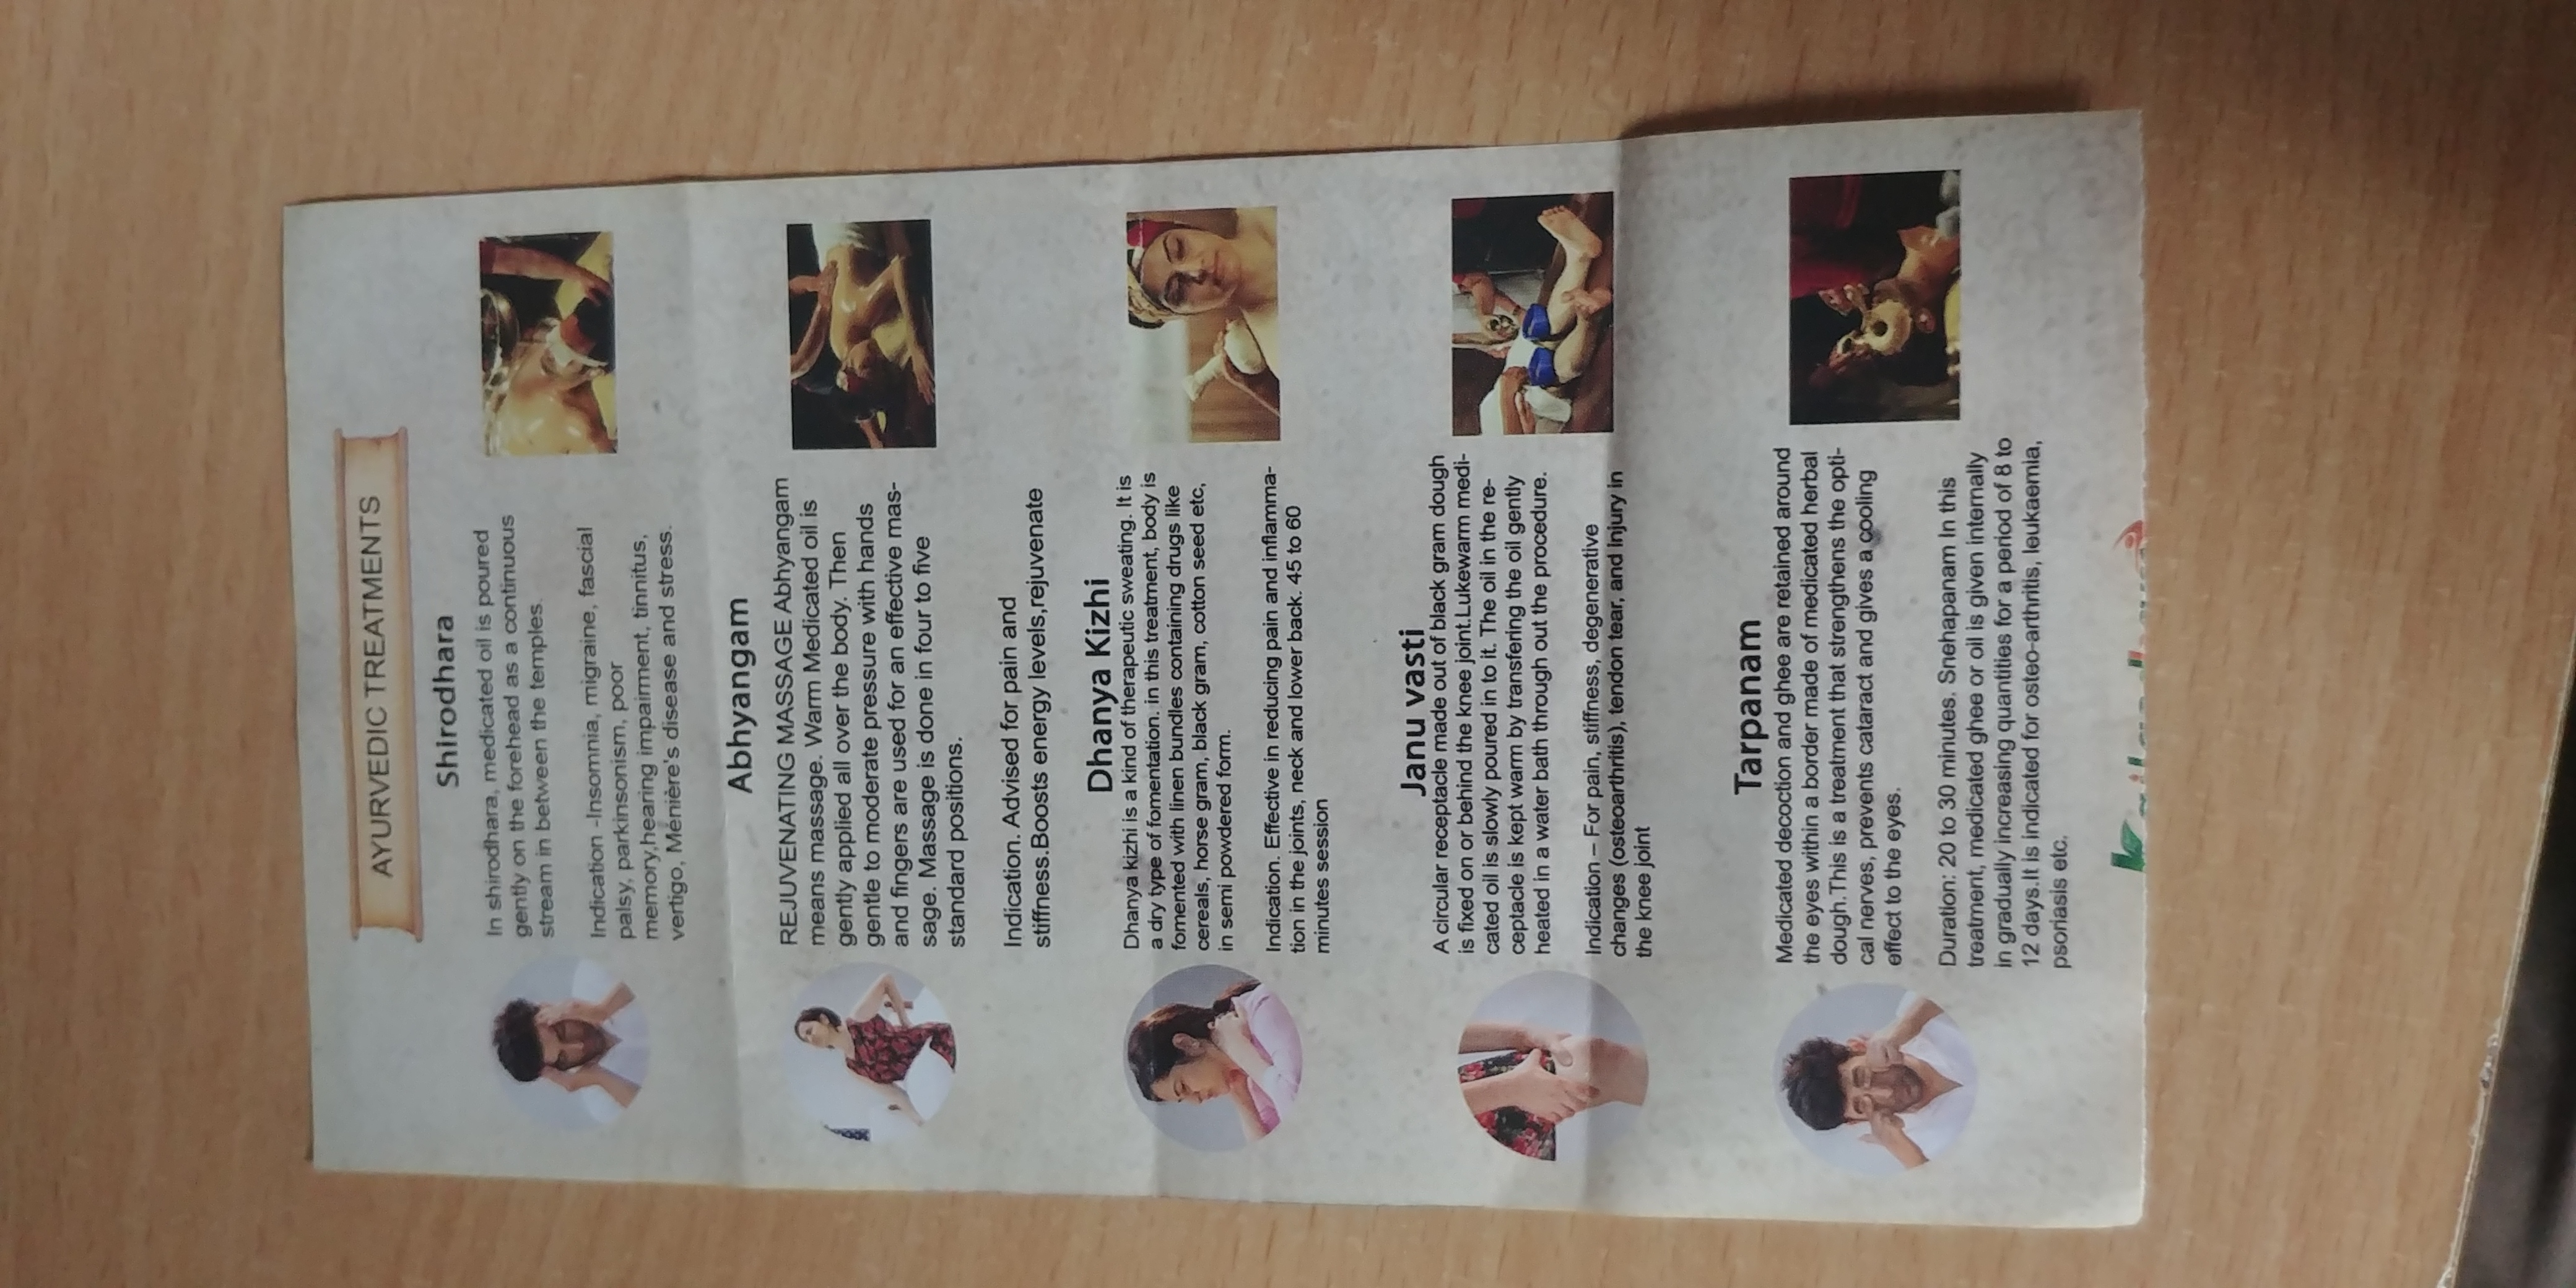 AYURVEDIC TREATMENTS
Shirodhara
In shirodhara, medicated oil is poured
gently on the forehead as a continuous
stream in between the temples.
Indication -Insomnia, migraine, fascial
palsy, parkinsonism, poor
memory,hearing impairment, tinnitus,
vertigo, Ménière's disease and stress.
Abhyangam
REJUVENATING MASSAGE Abhyangam
means massage. Warm Medicated oil is
gently applied all over the body. Then
gentle to moderate pressure with hands
and fingers are used for an effective mas-
sage. Massage is done in four to five
standard positions.
Indication. Advised for pain and
stiffness.Boosts energy levels,rejuvenate
Dhanya Kizhi
Dhanya kizhi is a kind of therapeutic sweating. It is
a dry type of fomentation. in this treatment, body is
fomented with linen bundles containing drugs like
cereals, horse gram, black gram, cotton seed etc,
in semi powdered form.
Indication. Effective in reducing pain and inflamma-
tion in the joints, neck and lower back. 45 to 60
minutes session
Janu vasti
A circular receptacle made out of black gram dough
is fixed on or behind the knee joint.Lukewarm medi-
cated oil is slowly poured in to it. The oil in the re-
ceptacle is kept warm by transfering the oil gently
heated in a water bath through out the procedure.
Indication – For pain, stiffness, degenerative
changes (osteoarthritis), tendon tear, and injury in
the knee joint
Tarpanam
Medicated decoction and ghee are retained around
the eyes within a border made of medicated herbal
dough.This is a treatment that strengthens the opti-
cal nerves, prevents cataract and gives a cooling
effect to the eyes.
Duration: 20 to 30 minutes. Snehapanam In this
treatment, medicated ghee or oil is given internally
in gradually increasing quantities for a period of 8 to
12 days.It is indicated for osteo-arthritis, leukaemia,
psoriasis etc.